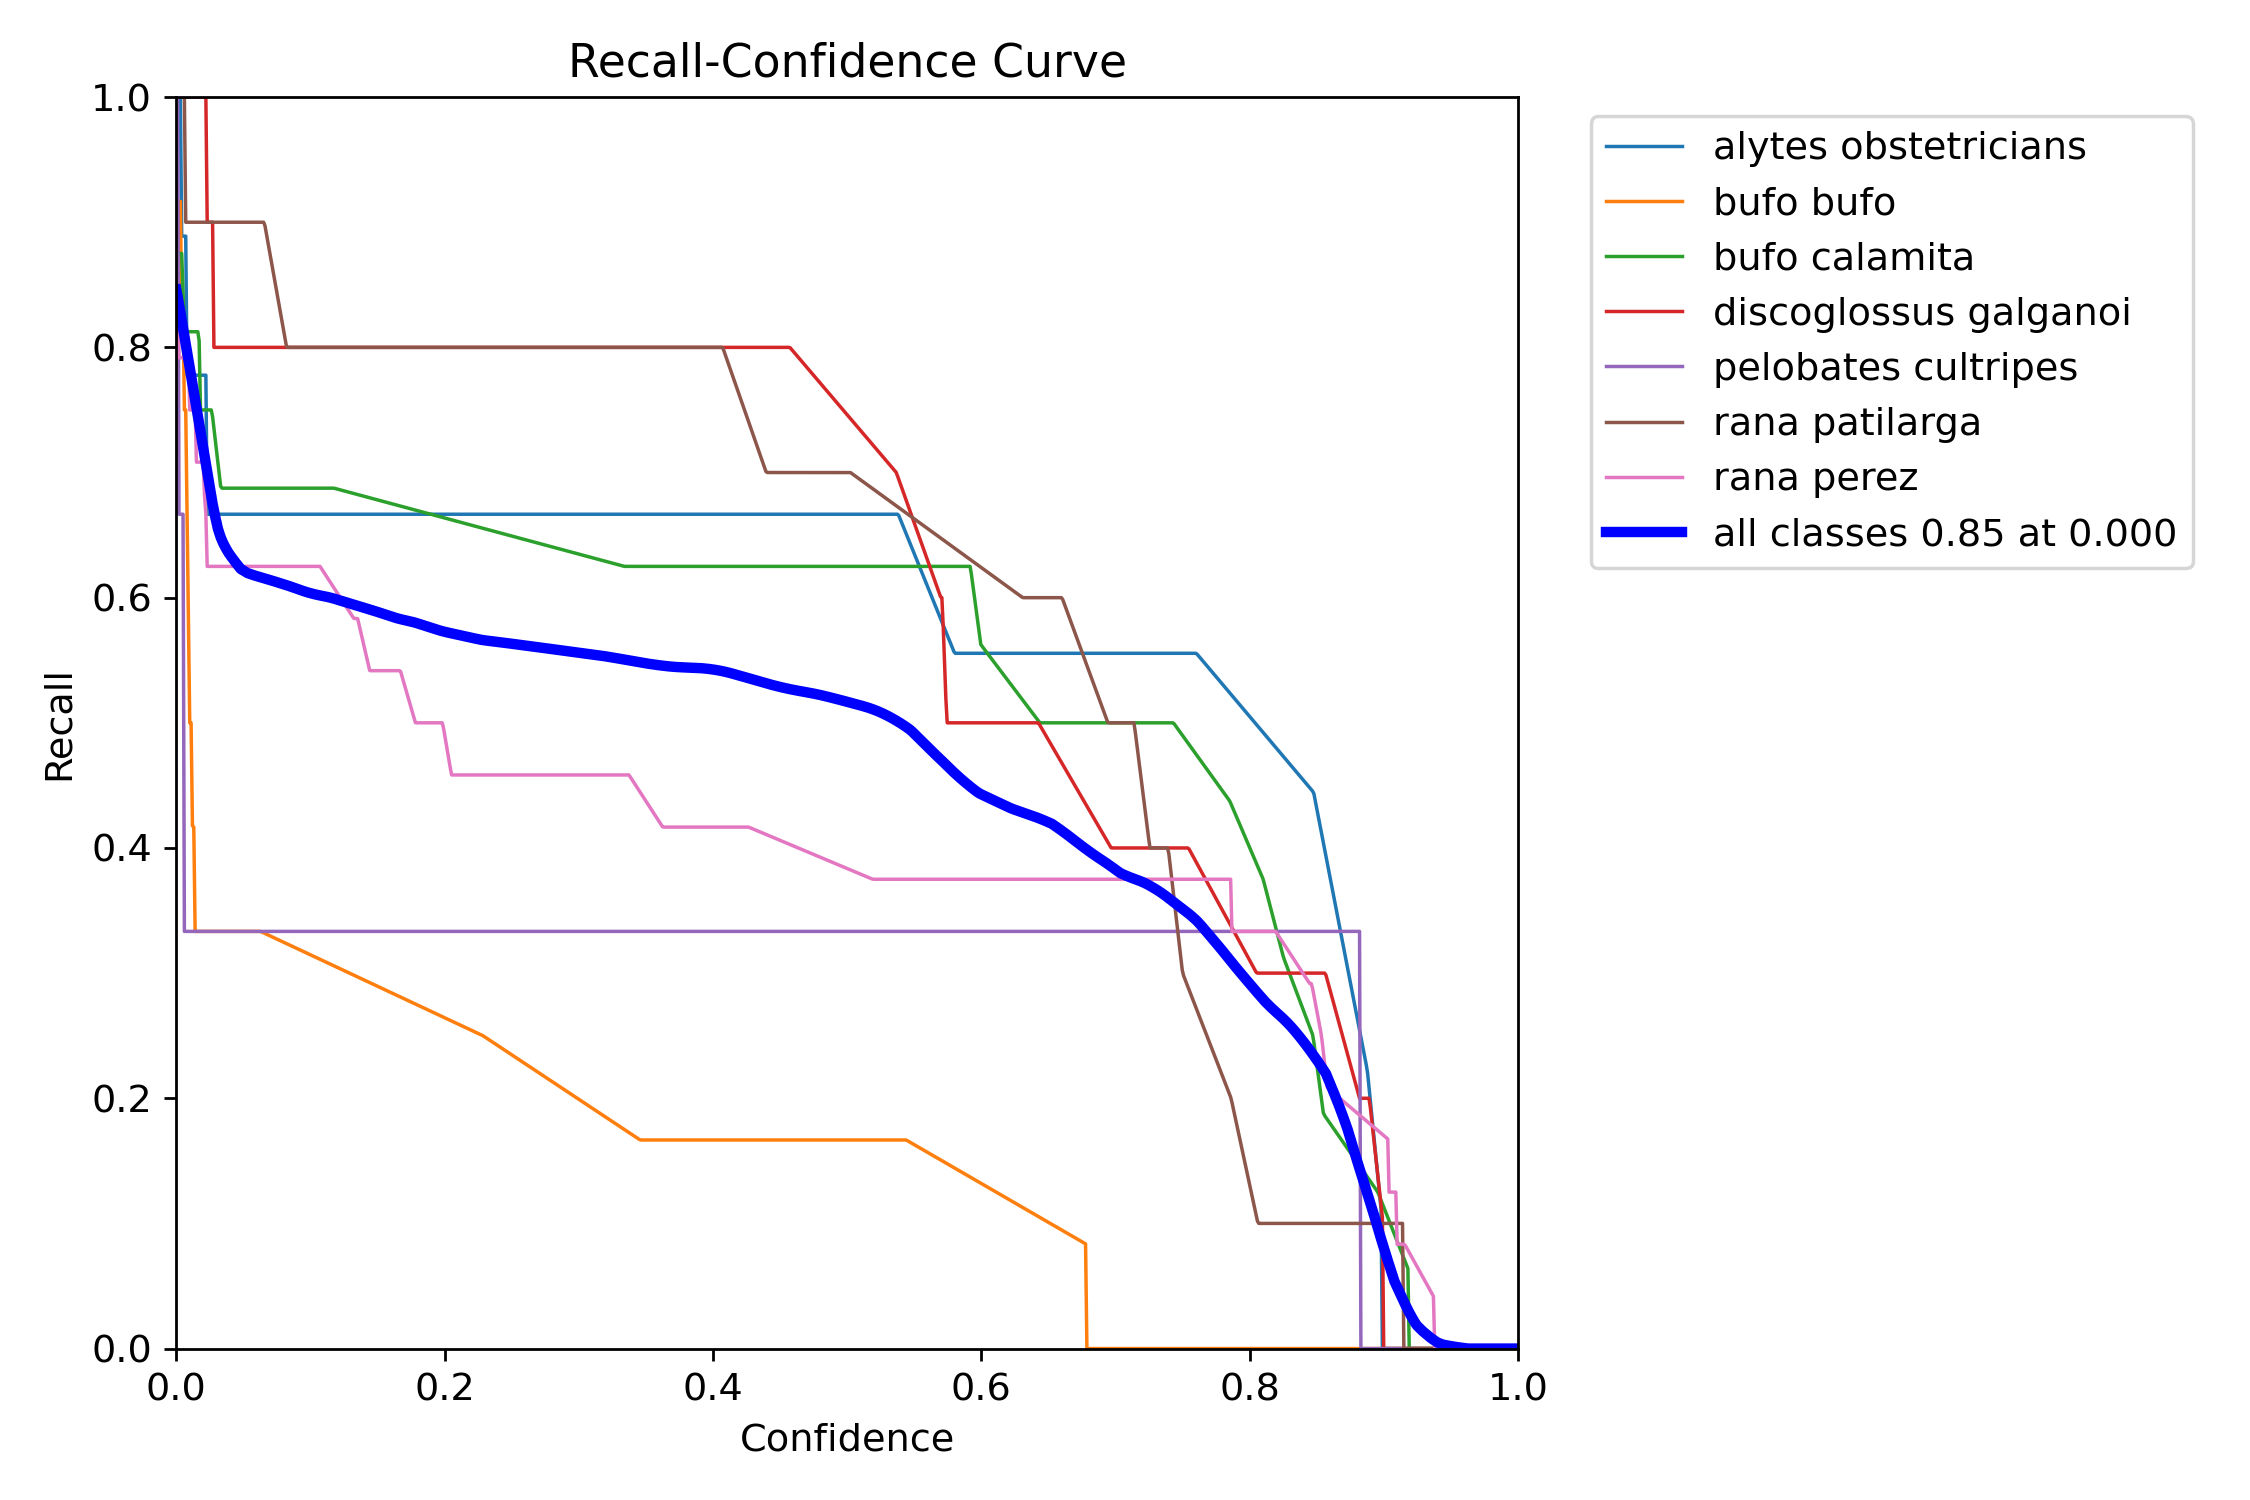 Recall-Confidence Curve
1.0
0.8
0.6
0.4
0.2
0.0
Recall
0.0 0.2 0.4 0.6 0.8 1.0
Confidence
alytes obstetricians
bufo bufo
bufo calamita
discoglossus galganoi
pelobates cultripes
rana patilarga
rana perez
all classes 0.85 at 0.000